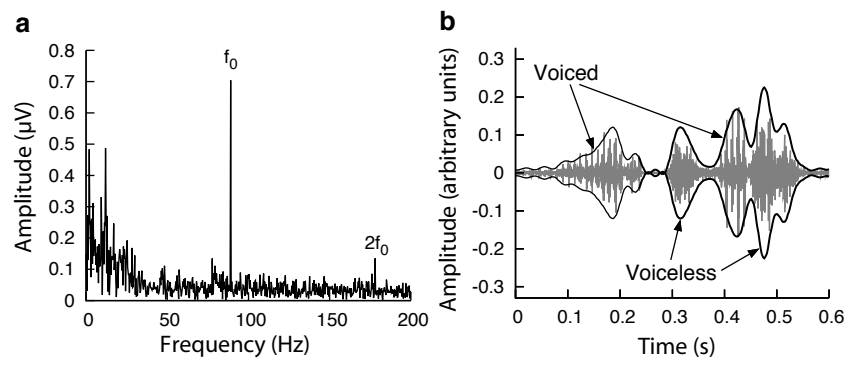 a
Amplitude (μV)
0.8
0.7
0.6
0.5
0.4
0.3
0.2
0.1
0
f0
2f0
0 50 100 150 200
Frequency (Hz)
b
Amplitude (arbitrary units)
0.3
0.2
0.1
0
-0.1
-0.2
-0.3
Voiced
Voiceless
0 0.1 0.2 0.3 0.4 0.5 0.6
Time (s)